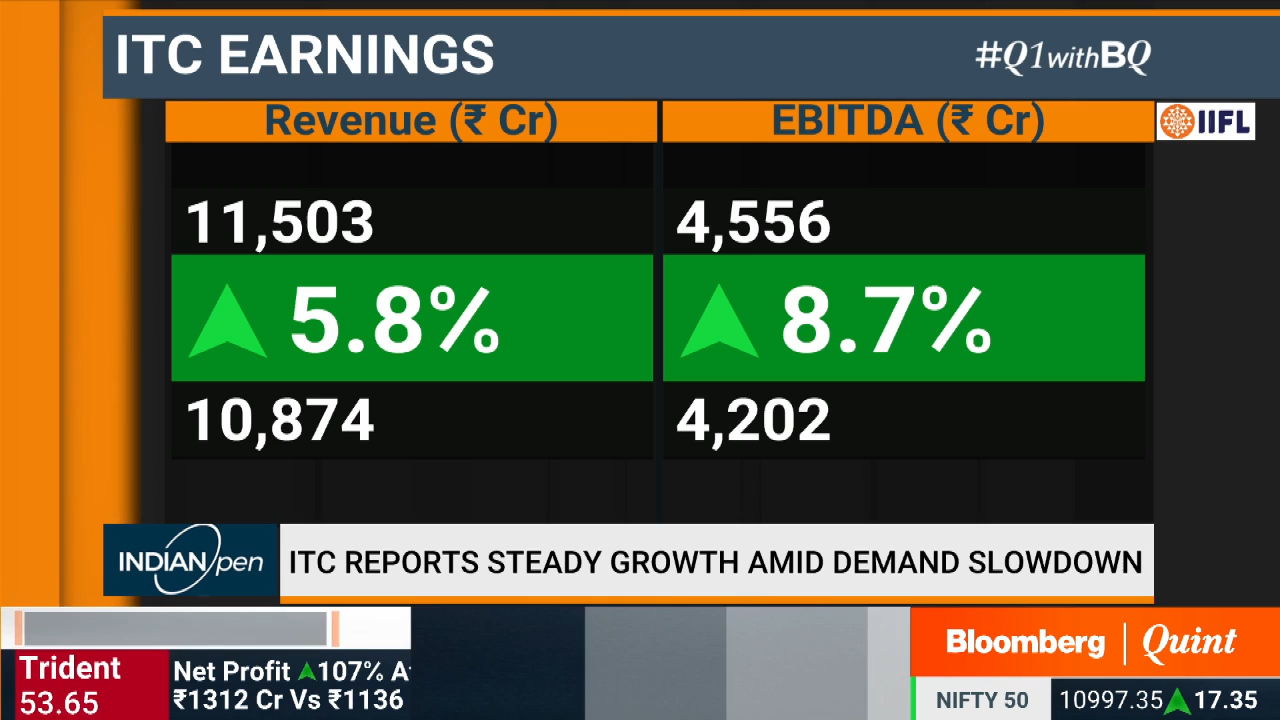 ITC EARNINGS
#Q1withBQ
Revenue (₹ Cr)
EBITDA (₹ Cr)
IIFL
11,503
4,556
5.8%
8.7%
10,874
4,202
INDIAN Open
ITC REPORTS STEADY GROWTH AMID DEMAND SLOWDOWN
Bloomberg | Quint
Trident
53.65
Net Profit ▲107%
₹1312 Cr Vs ₹1136
NIFTY 50
10997.35 ▲ 17.35